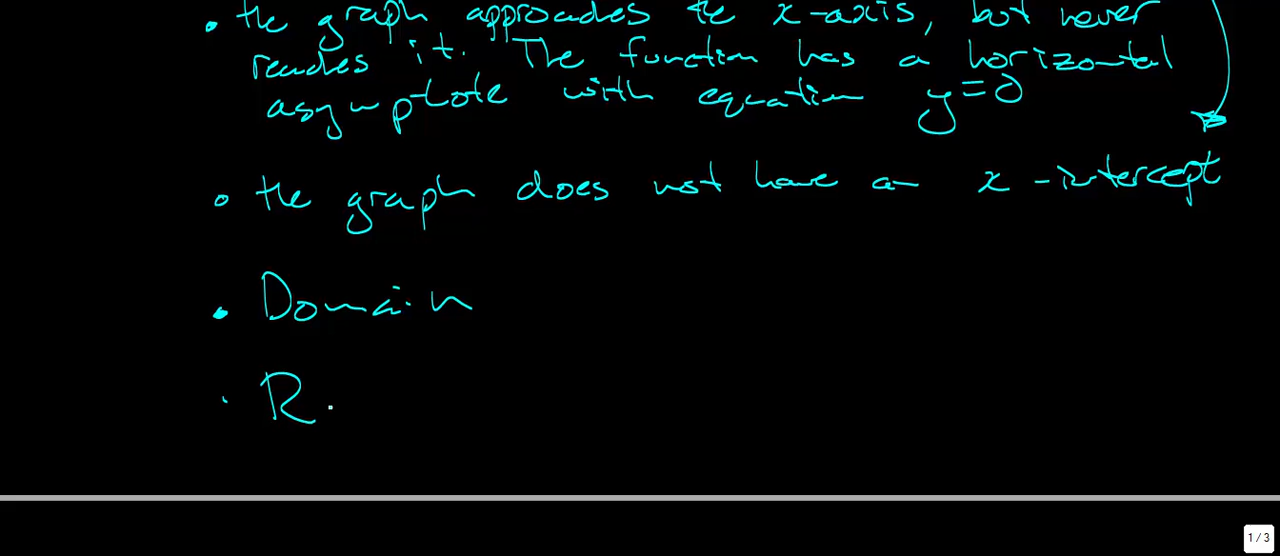 • the graph approaches the x-axis, but never
reaches it. The function has a horizontal
asymptote with equation y=0
• the graph does not have an x-intercept
• Domain
• R
1 / 3